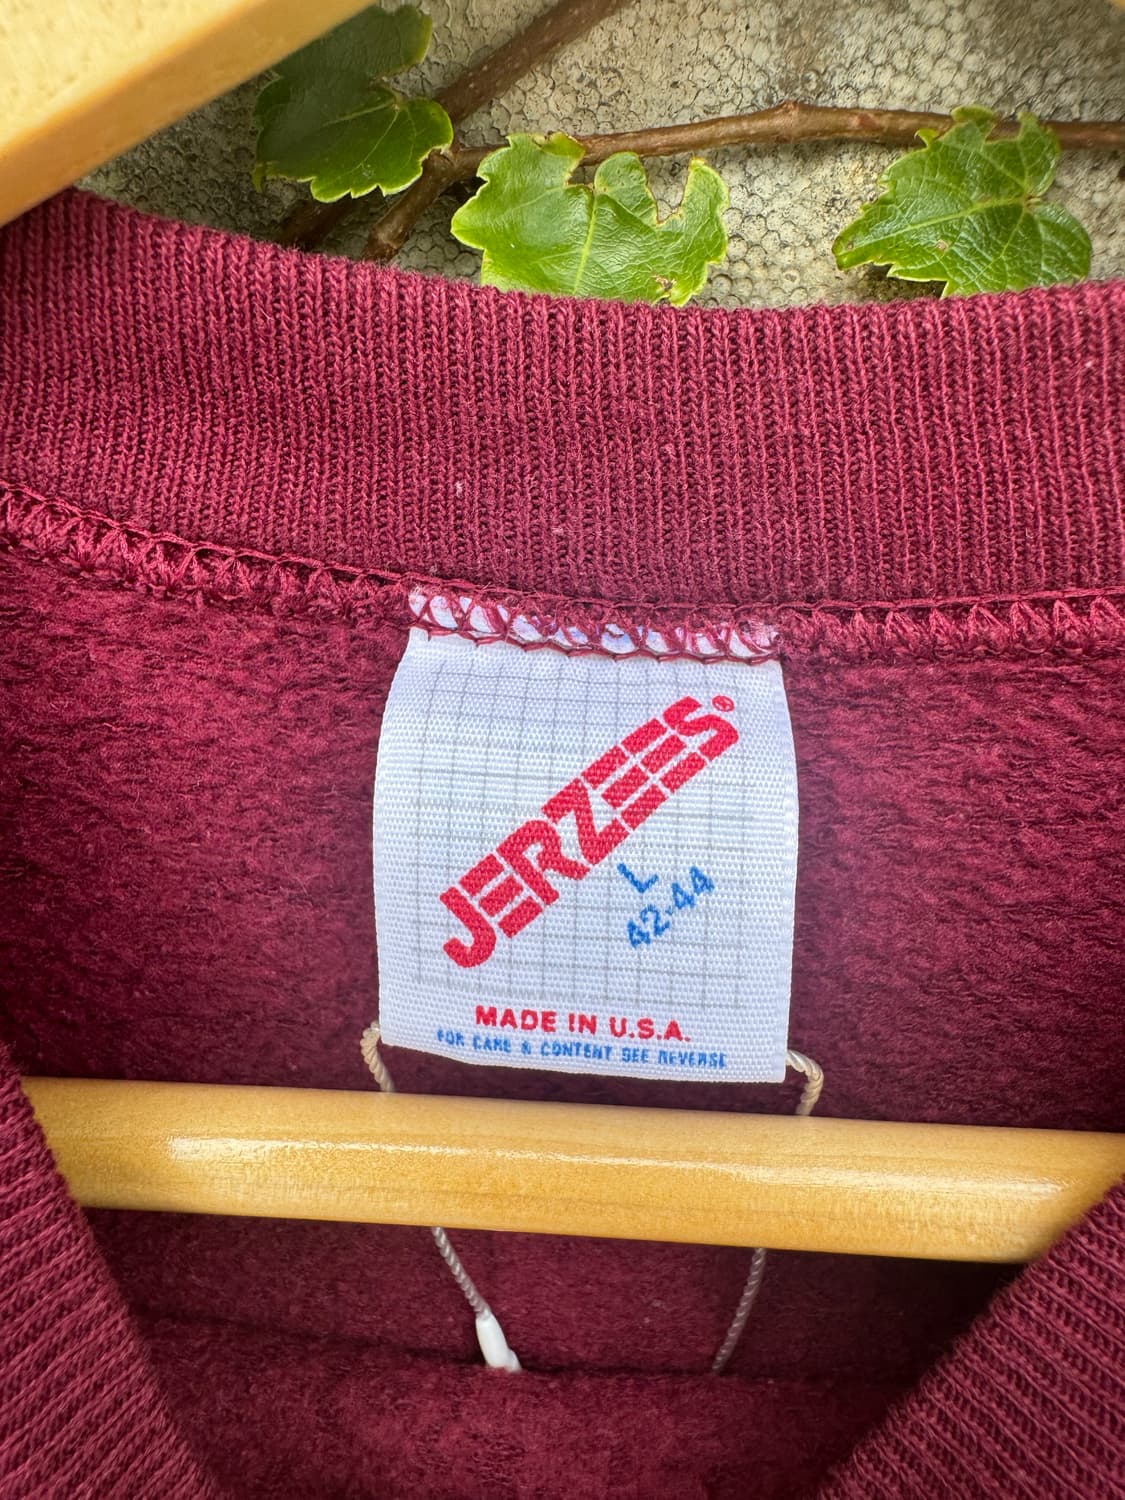 JERZEES®
L
42-44
MADE IN U.S.A.
FOR CARE & CONTENT SEE REVERSE